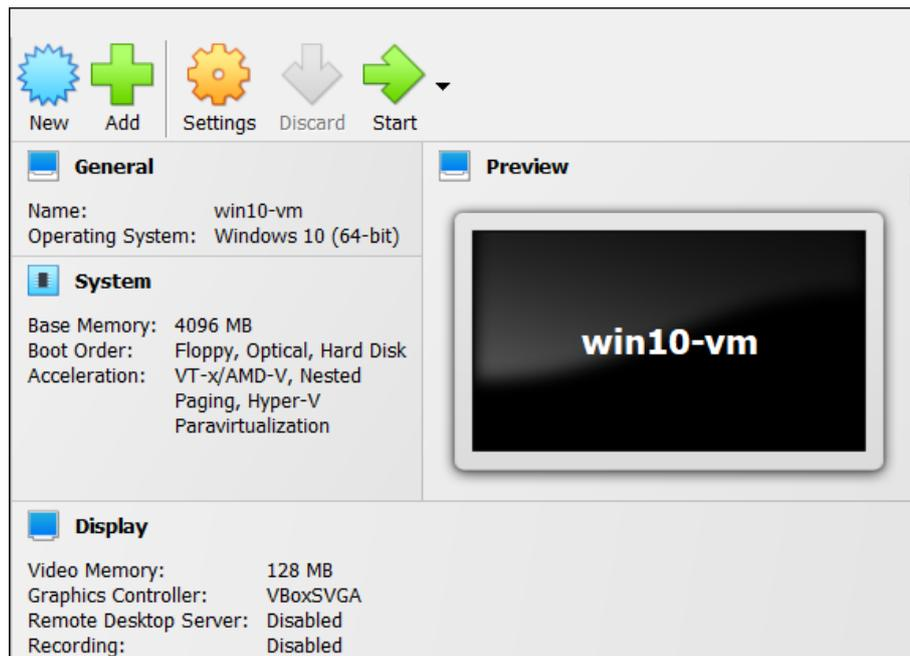 New Add Settings Discard Start
General
Name: win10-vm
Operating System: Windows 10 (64-bit)
System
Base Memory: 4096 MB
Boot Order: Floppy, Optical, Hard Disk
Acceleration: VT-x/AMD-V, Nested
Paging, Hyper-V
Paravirtualization
Preview
win10-vm
Display
Video Memory: 128 MB
Graphics Controller: VBoxSVGA
Remote Desktop Server: Disabled
Recording: Disabled